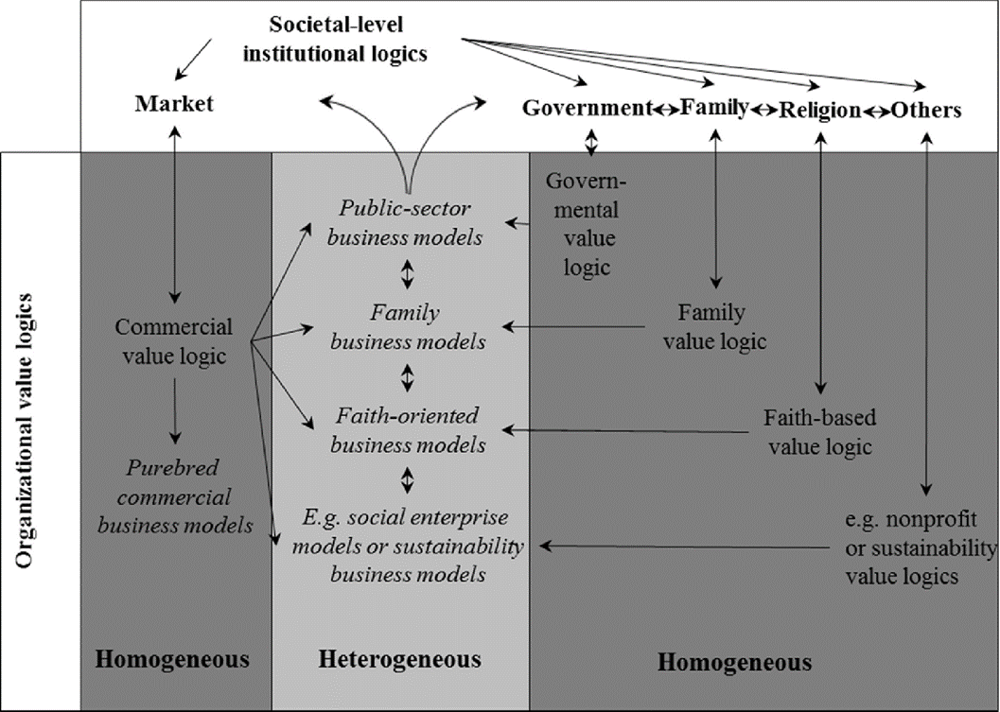 Societal-level
institutional logics
Market
Government Family Religion Others
Organizational value logics
Commercial
value logic
Purebred
commercial
business models
Homogeneous
Public-sector
business models
Family
business models
Faith-oriented
business models
E.g. social enterprise
models or sustainability
business models
Heterogeneous
Govern-
mental
value
logic
Family
value logic
Faith-based
value logic
e.g. nonprofit
or sustainability
value logics
Homogeneous